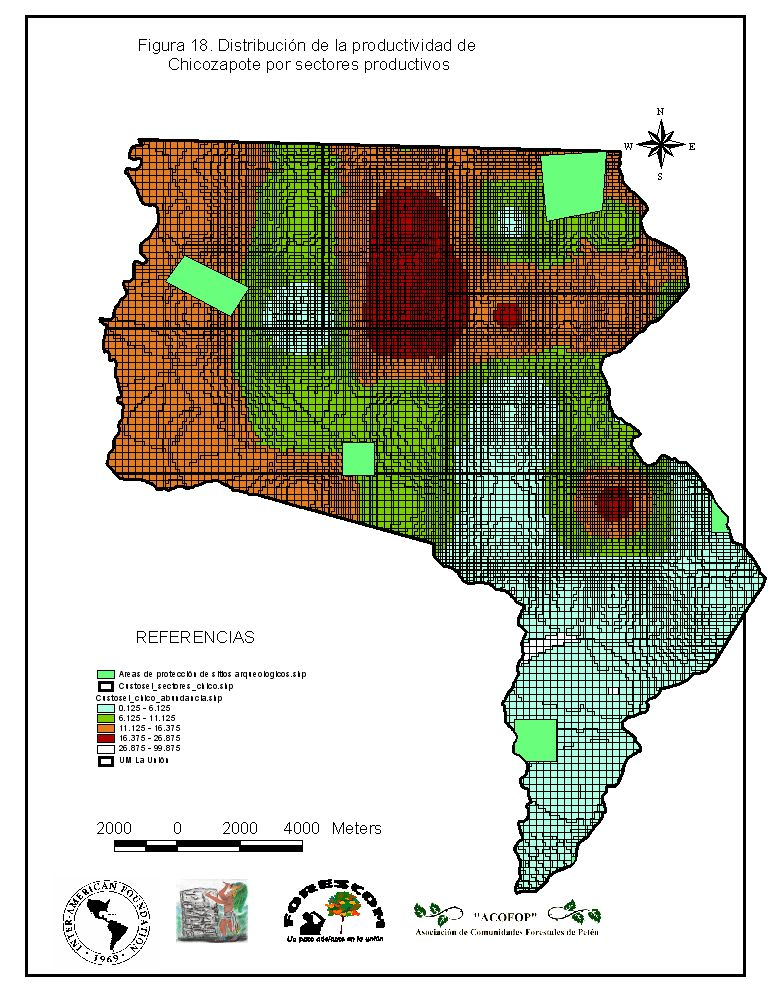 Figura 18. Distribución de la productividad de
Chicozapote por sectores productivos
N
W E
S
REFERENCIAS
Areas de protección de sitios arqueologicos.shp
Custosel_sectores_chico.shp
Custosel_chico_abundancia.shp
0.125 - 6.125
6.125 - 11.125
11.125 - 16.375
16.375 - 26.875
26.875 - 99.875
UM La Unión
2000 0 2000 4000 Meters
INTER-AMERICAN FOUNDATION
• 1969 •
FORESCOM
Un paso adelante en la unión
"ACOFOP"
Asociación de Comunidades Forestales de Petén